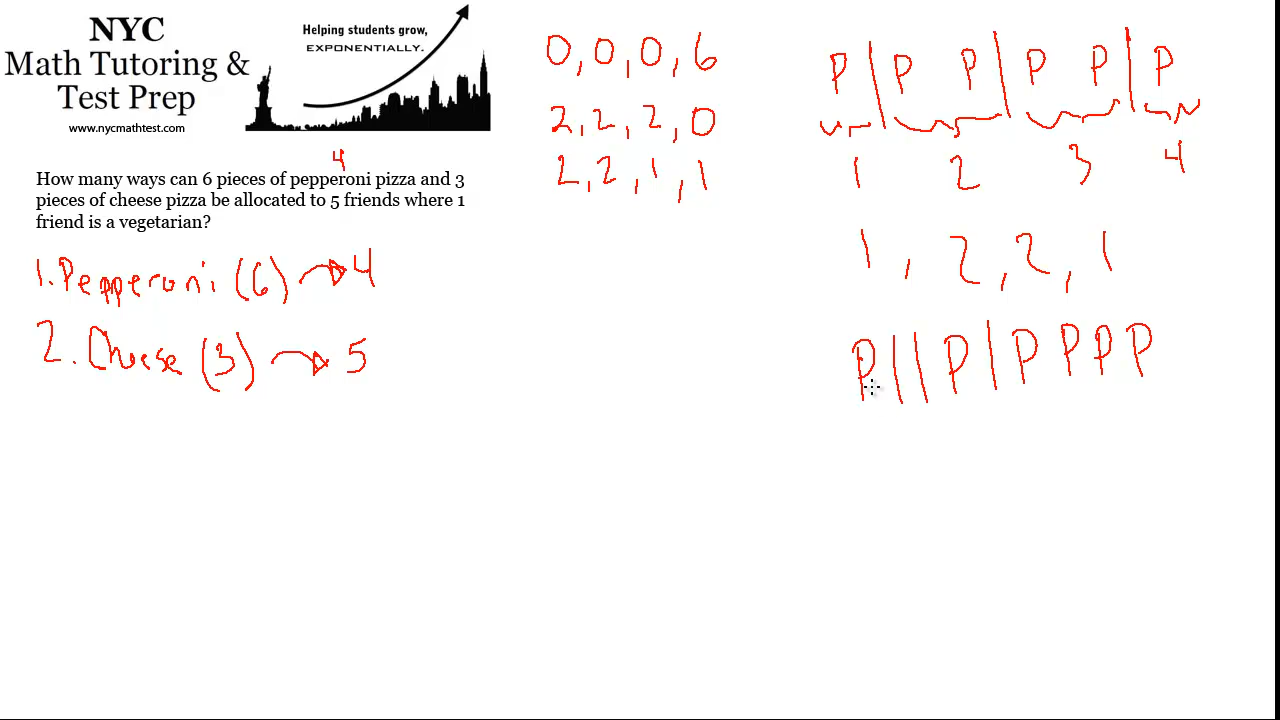 NYC
Math Tutoring &
Test Prep
www.nycmathtest.com
Helping students grow,
EXPONENTIALLY.
4
How many ways can 6 pieces of pepperoni pizza and 3
pieces of cheese pizza be allocated to 5 friends where 1
friend is a vegetarian?
1. Pepperoni (6) → 4
2. Cheese (3) → 5
0, 0, 0, 6
2, 2, 2, 0
2, 2, 1, 1
P | P P | P P | P
1 2 3 4
1, 2, 2, 1
P | | P | P P P P